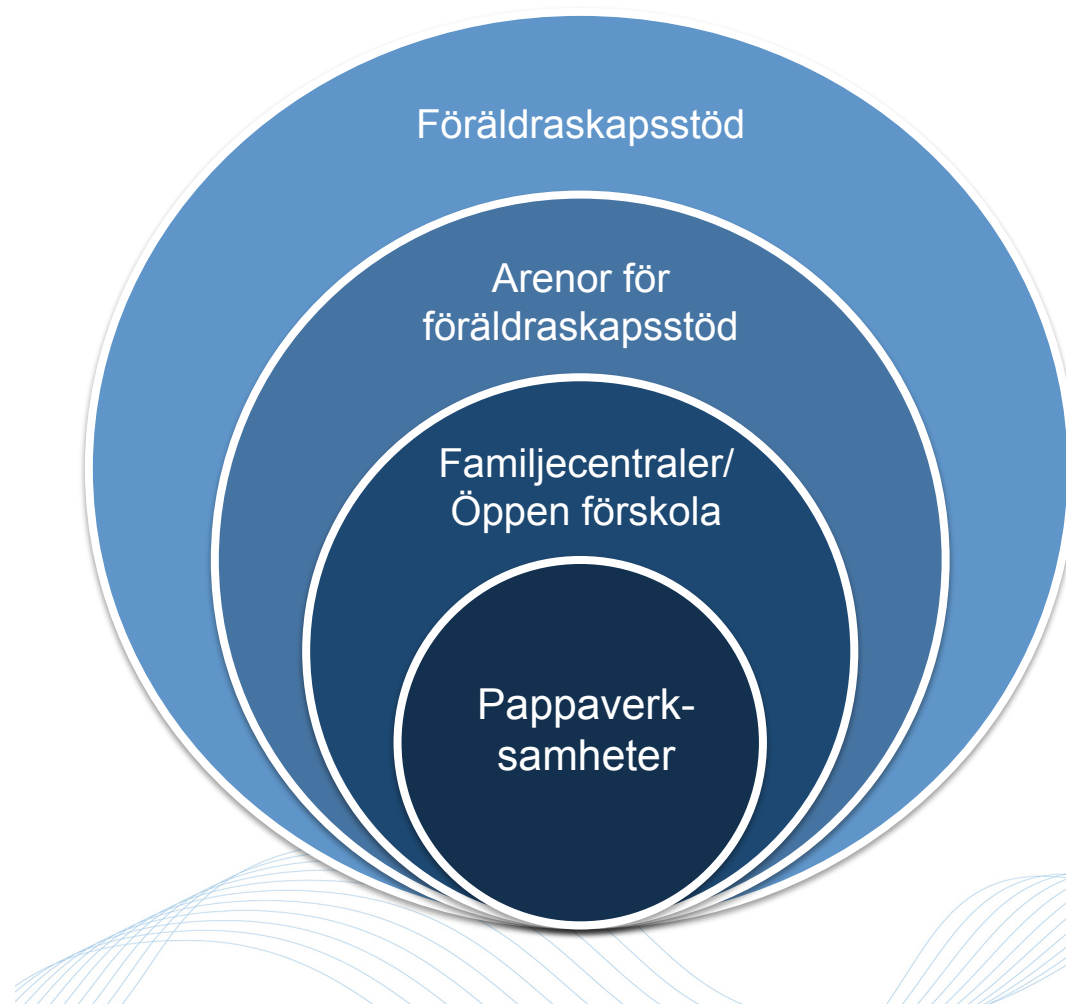 Föräldraskapsstöd
Arenor för
föräldraskapsstöd
Familjecentraler/
Öppen förskola
Pappaverk-
samheter